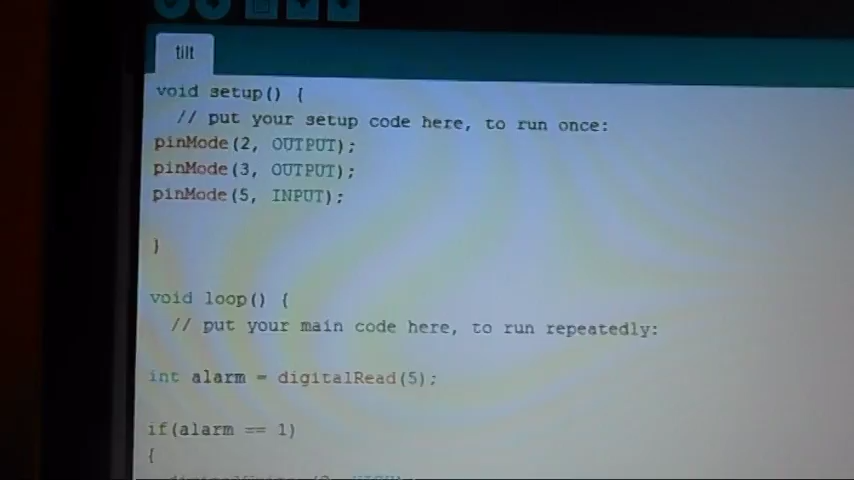 tilt
void setup() {
// put your setup code here, to run once:
pinMode(2, OUTPUT);
pinMode(3, OUTPUT);
pinMode(5, INPUT);
}
void loop() {
// put your main code here, to run repeatedly:
int alarm = digitalRead(5);
if(alarm == 1)
{